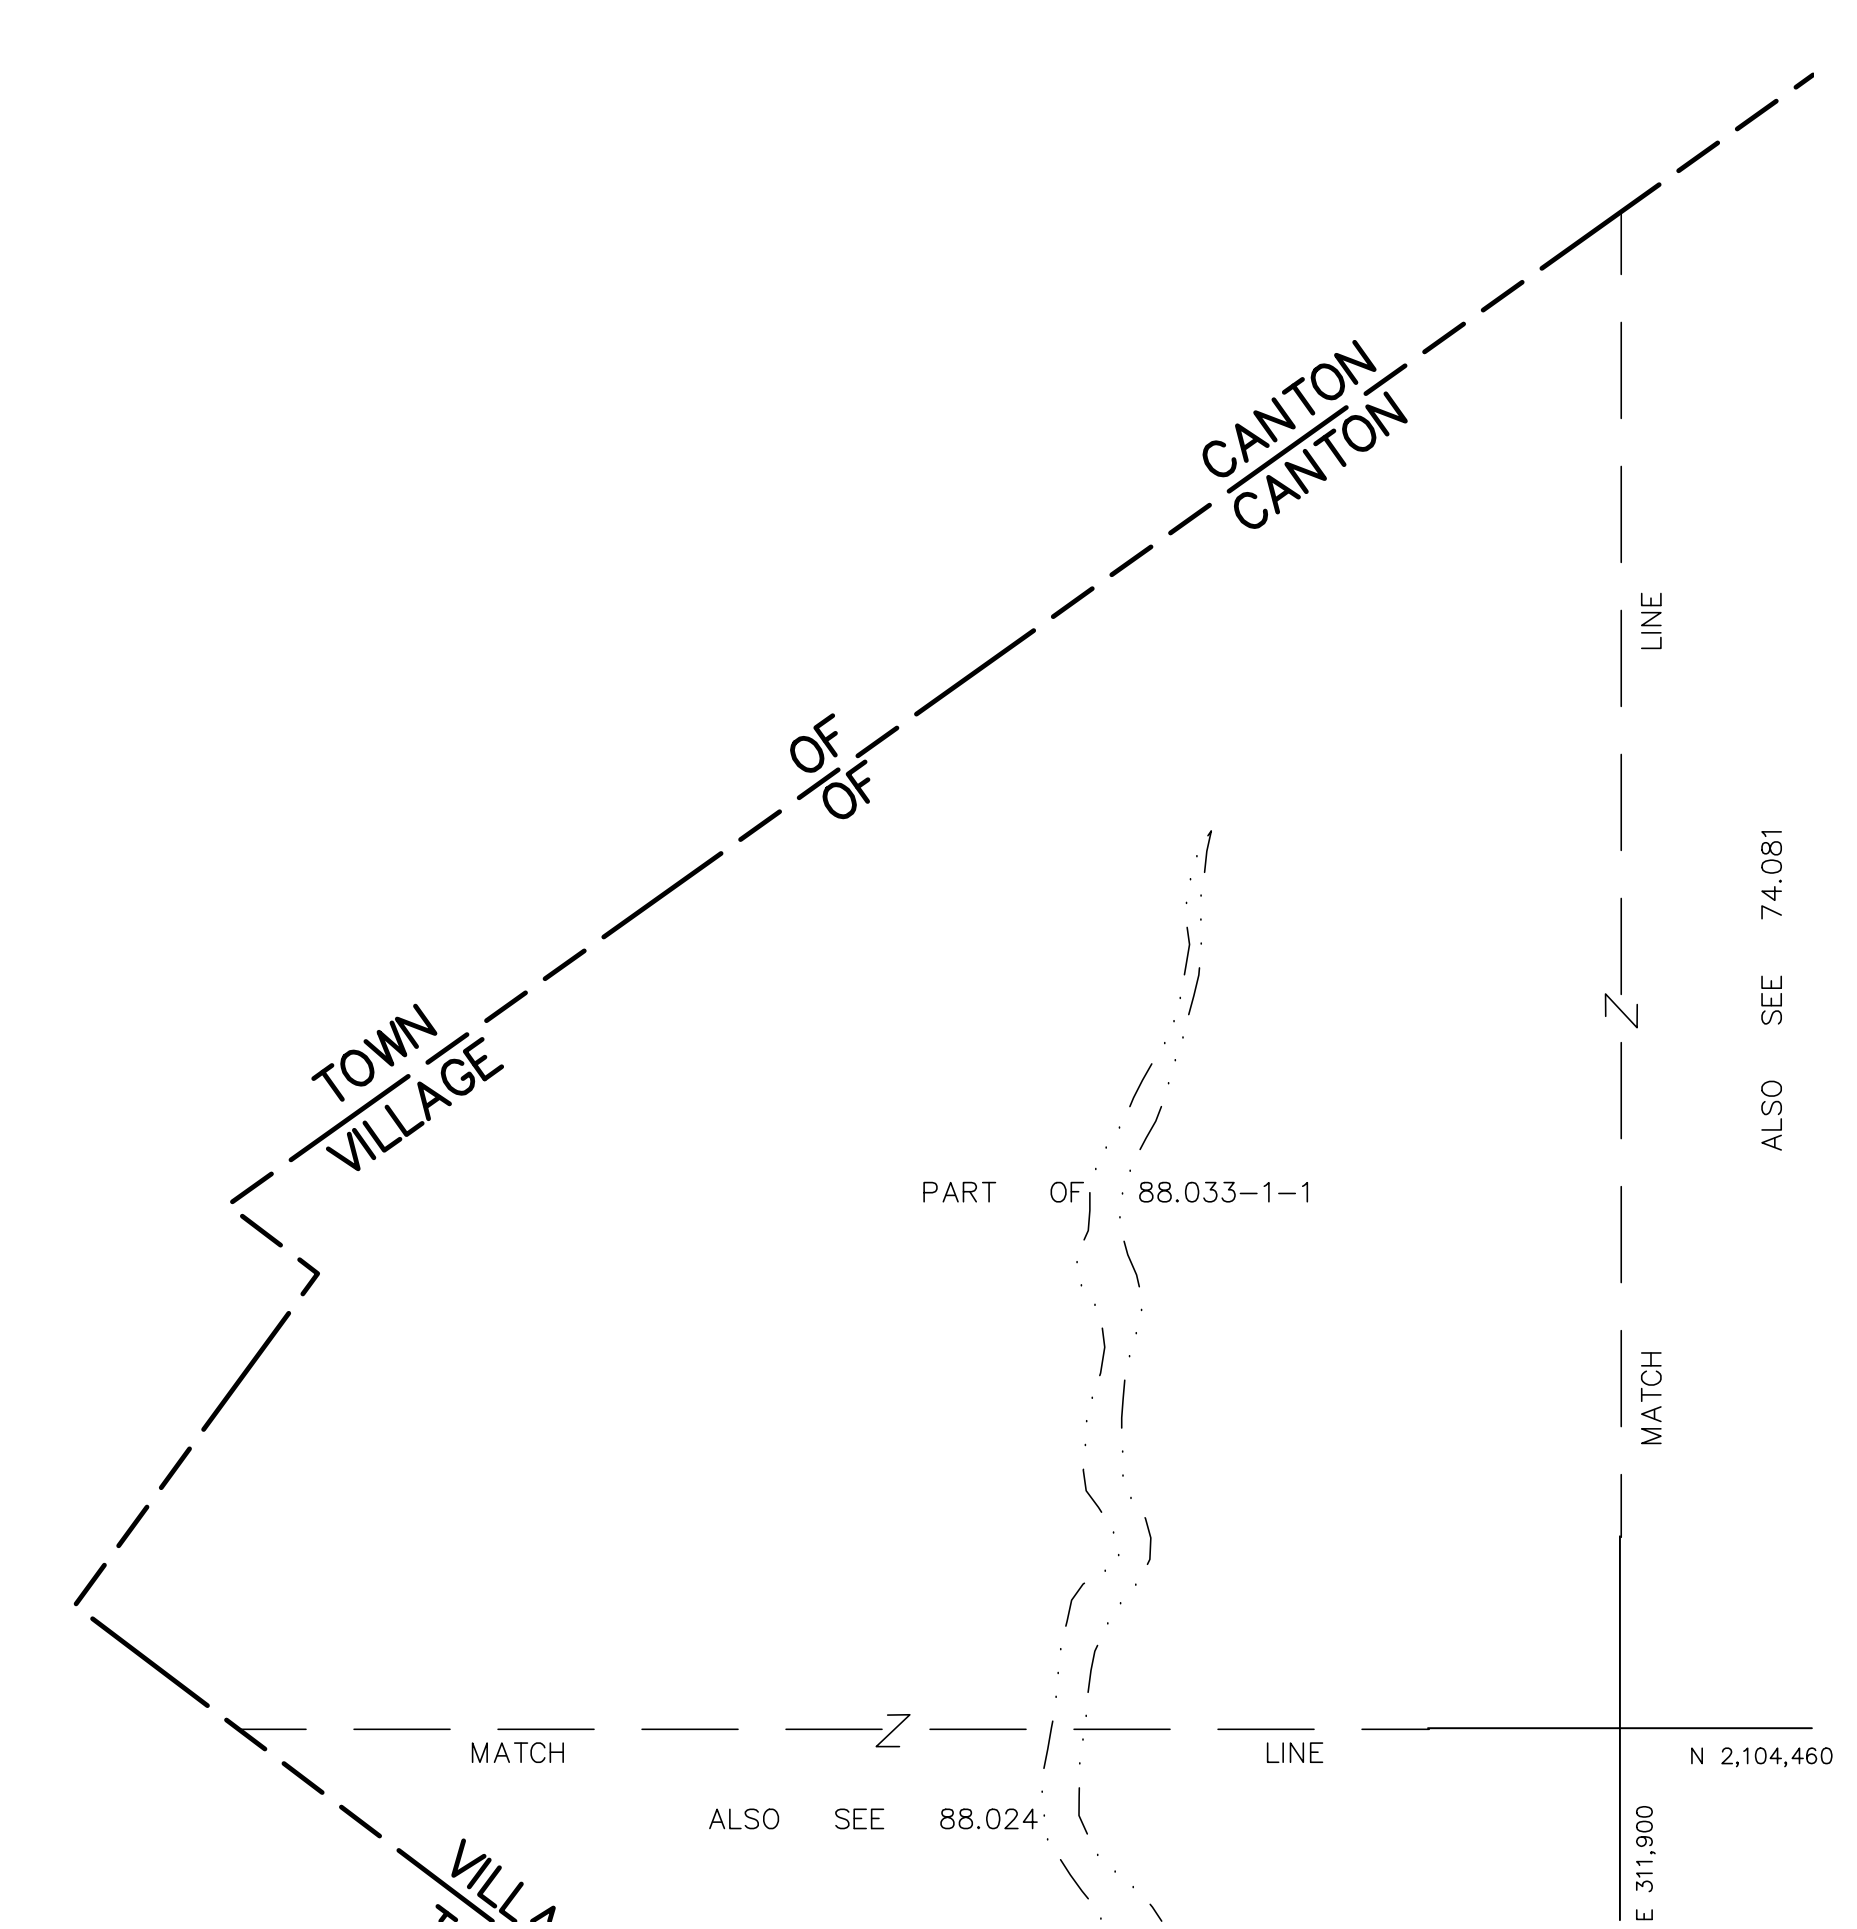 TOWN OF CANTON
VILLAGE OF CANTON
MATCH LINE
ALSO SEE 74.081
PART OF 88.033-1-1
MATCH LINE
N 2,104,460
ALSO SEE 88.024
E 311,900